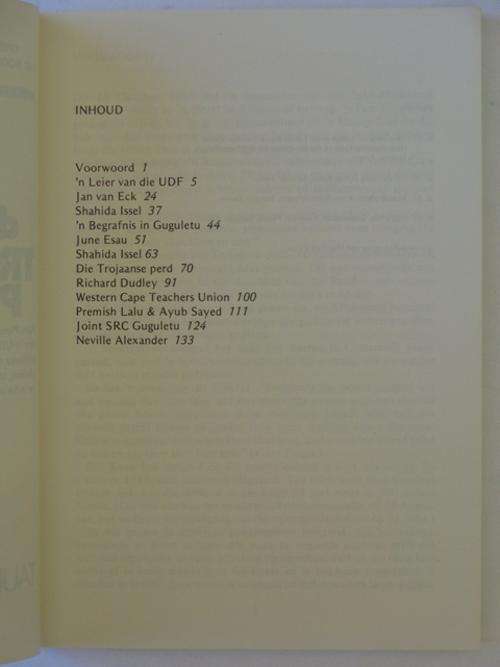 INHOUD
Voorwoord 1
'n Leier van die UDF 5
Jan van Eck 24
Shahida Issel 37
'n Begrafnis in Guguletu 44
June Esau 51
Shahida Issel 63
Die Trojaanse perd 70
Richard Dudley 91
Western Cape Teachers Union 100
Premish Lalu & Ayub Sayed 111
Joint SRC Guguletu 124
Neville Alexander 133